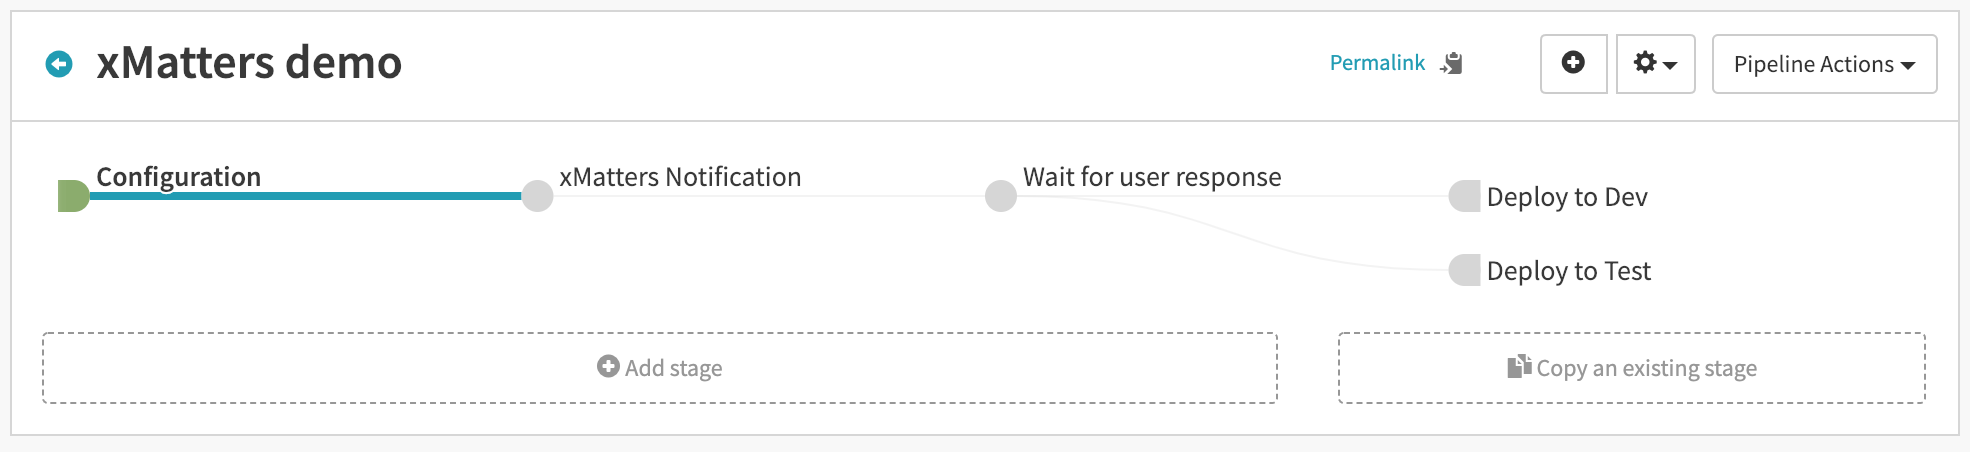 xMatters demo
Permalink
Pipeline Actions
Configuration
xMatters Notification
Wait for user response
Deploy to Dev
Deploy to Test
Add stage
Copy an existing stage